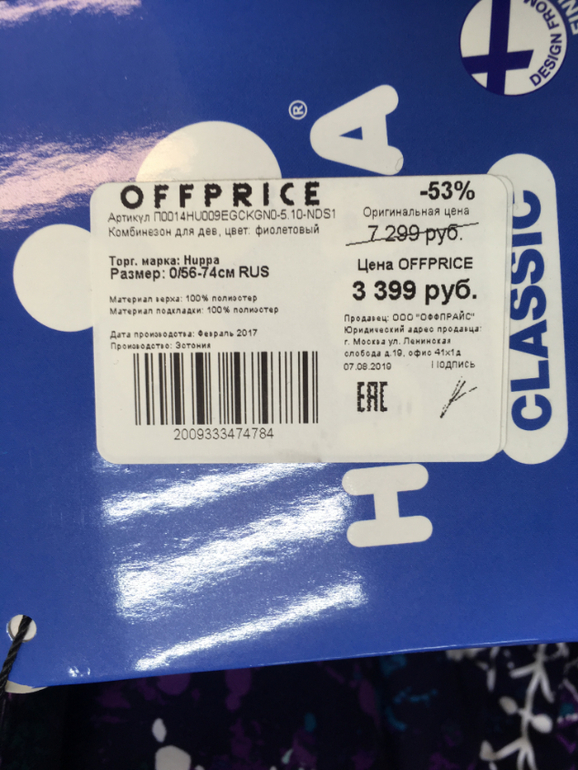 DESIGN FROM FIN
®
H A
CLASSIC
OFFPRICE
-53%
Артикул П0014HU009EGCKGN0-5.10-NDS1
Комбинезон для дев, цвет: фиолетовый
Оригинальная цена
7 299 руб.
Торг. марка: Huppa
Размер: 0/56-74см RUS
Цена OFFPRICE
3 399 руб.
Материал верха: 100% полиэстер
Материал подкладки: 100% полиэстер
Дата производства: Февраль 2017
Производство: Эстония
Продавец: ООО "ОФФПРАЙС"
Юридический адрес продавца:
г. Москва ул. Ленинская
слобода д.19, офис 41х1д
07.08.2019 ПОДПИСЬ
EAC
2009333474784